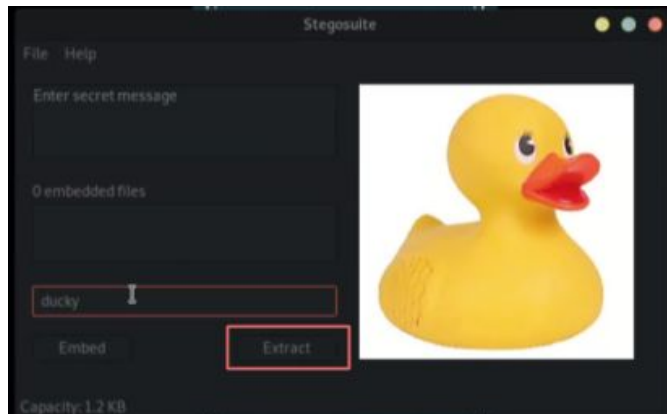 Stegosuite
File Help
Enter secret message
0 embedded files
ducky
Embed
Extract
Capacity: 1.2 KB